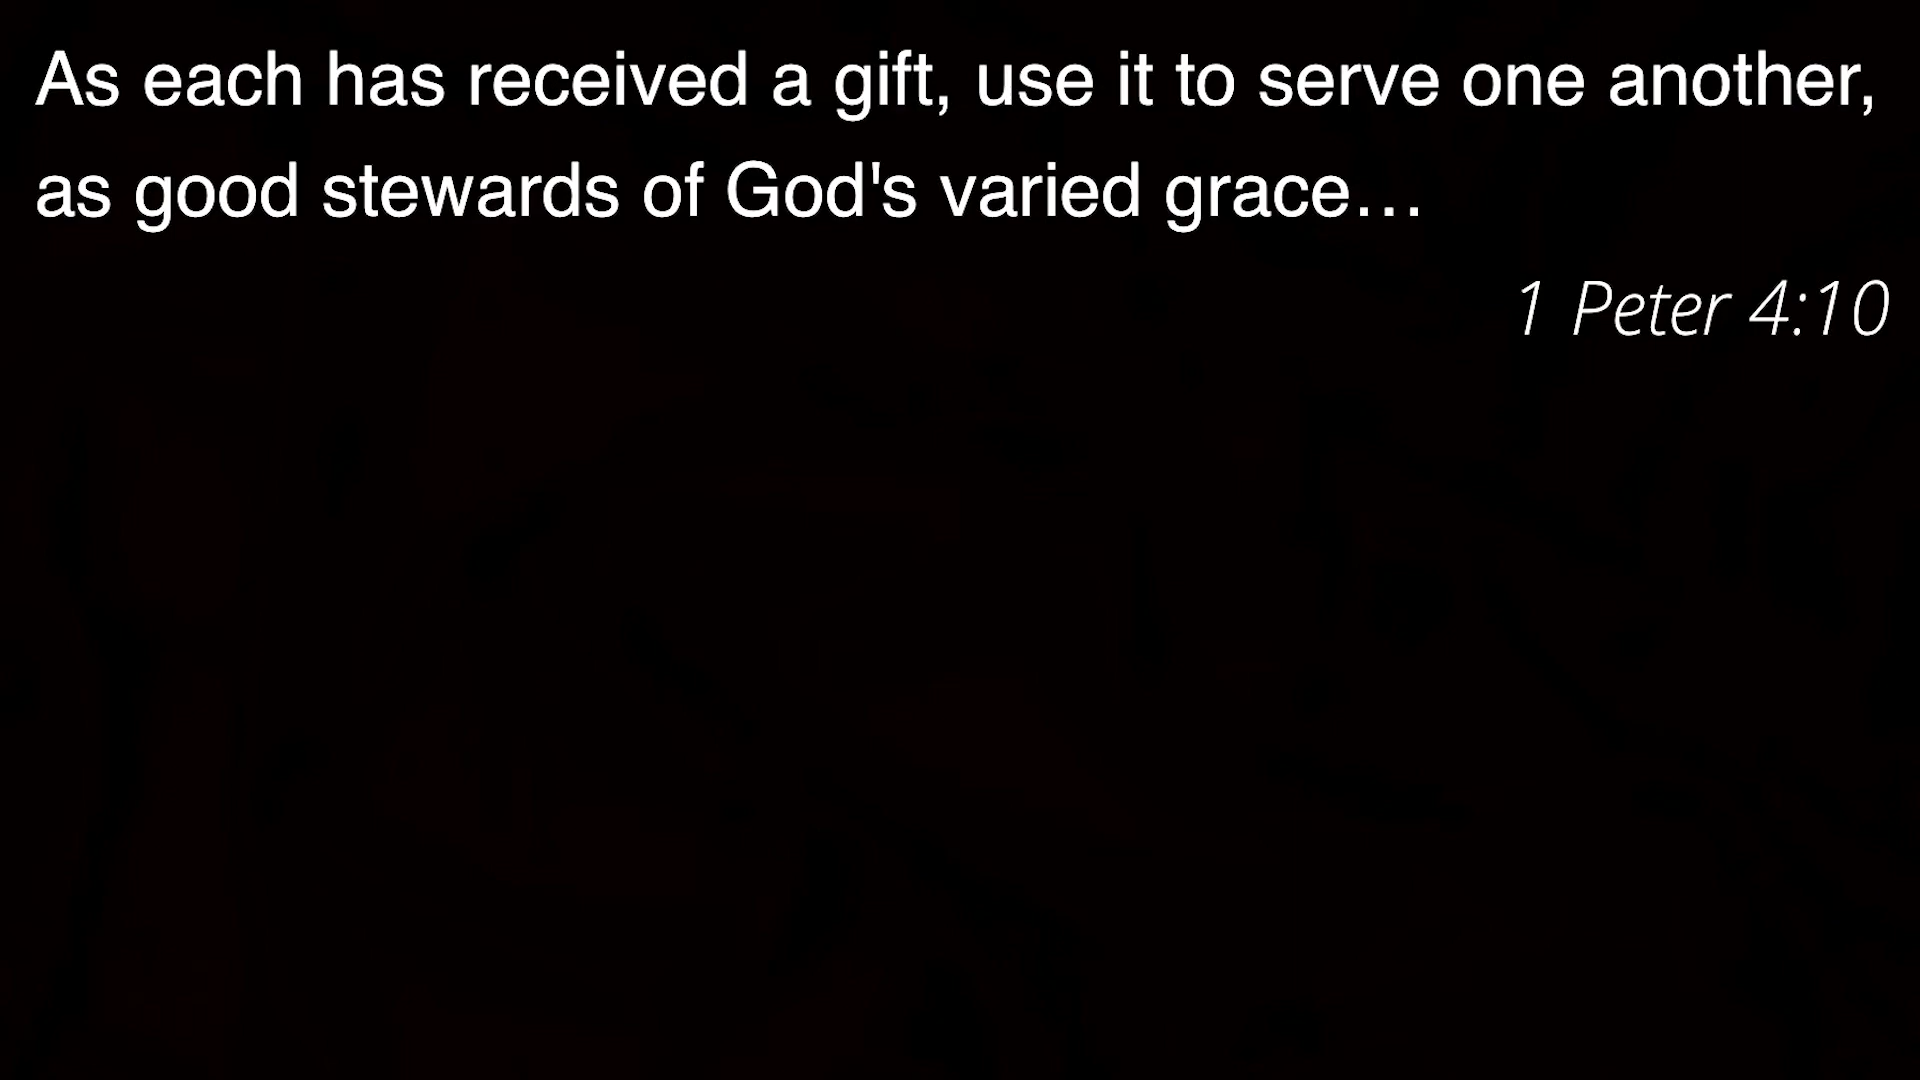 As each has received a gift, use it to serve one another,
as good stewards of God's varied grace…
1 Peter 4:10